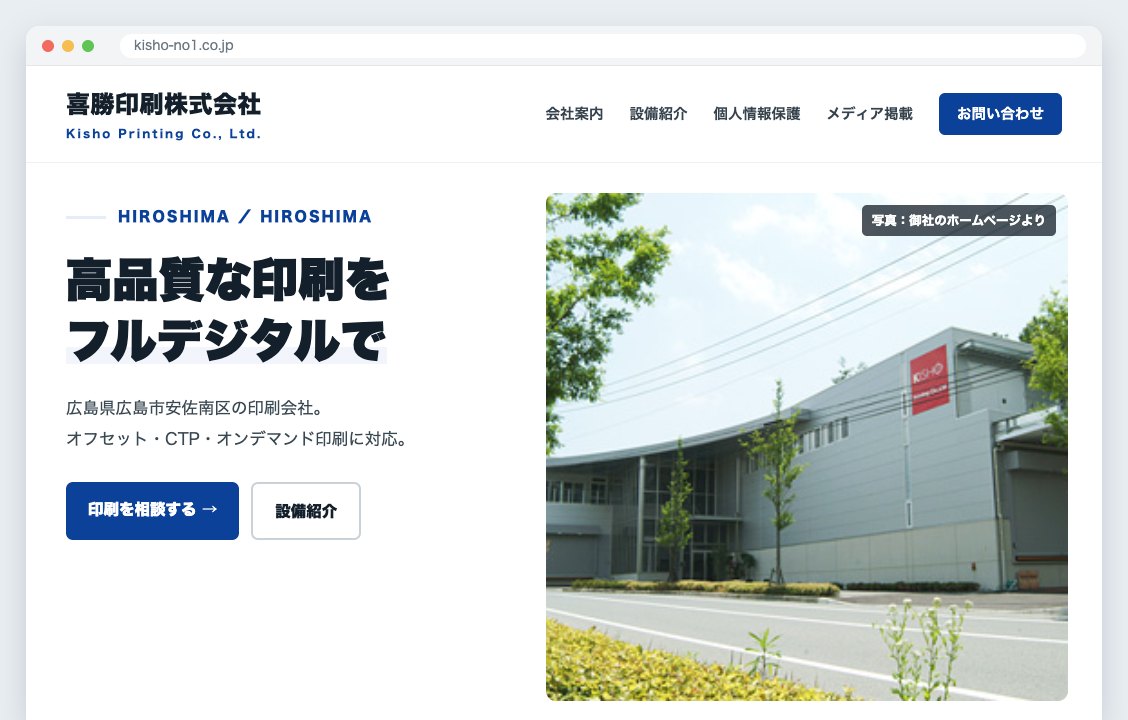 kisho-no1.co.jp
喜勝印刷株式会社
Kisho Printing Co., Ltd.
会社案内
設備紹介
個人情報保護
メディア掲載
お問い合わせ
HIROSHIMA ／ HIROSHIMA
高品質な印刷を
フルデジタルで
広島県広島市安佐南区の印刷会社。
オフセット・CTP・オンデマンド印刷に対応。
印刷を相談する →
設備紹介
写真：御社のホームページより
KISHO